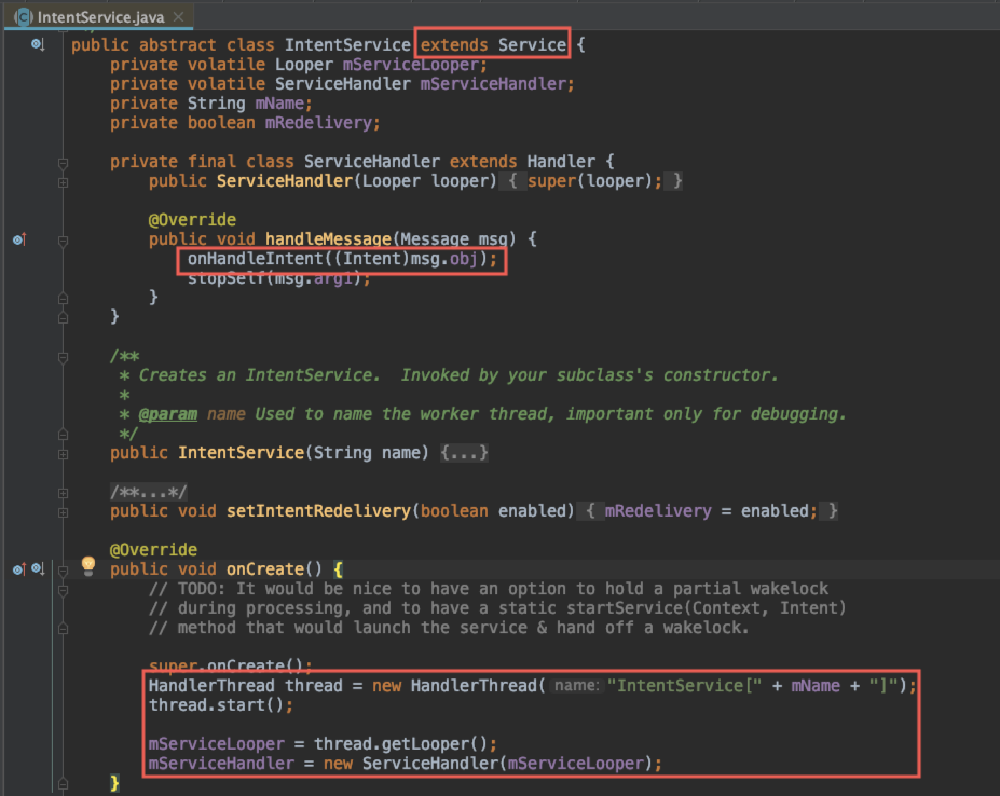 IntentService.java
public abstract class IntentService extends Service {
    private volatile Looper mServiceLooper;
    private volatile ServiceHandler mServiceHandler;
    private String mName;
    private boolean mRedelivery;
    private final class ServiceHandler extends Handler {
        public ServiceHandler(Looper looper) { super(looper); }
        @Override
        public void handleMessage(Message msg) {
            onHandleIntent((Intent)msg.obj);
            stopSelf(msg.arg1);
        }
    }
    /**
     * Creates an IntentService.  Invoked by your subclass's constructor.
     *
     * @param name Used to name the worker thread, important only for debugging.
     */
    public IntentService(String name) {...}
    /**...*/
    public void setIntentRedelivery(boolean enabled) { mRedelivery = enabled; }
    @Override
    public void onCreate() {
        // TODO: It would be nice to have an option to hold a partial wakelock
        // during processing, and to have a static startService(Context, Intent)
        // method that would launch the service & hand off a wakelock.
        super.onCreate();
        HandlerThread thread = new HandlerThread( name: "IntentService[" + mName + "]");
        thread.start();
        mServiceLooper = thread.getLooper();
        mServiceHandler = new ServiceHandler(mServiceLooper);
    }